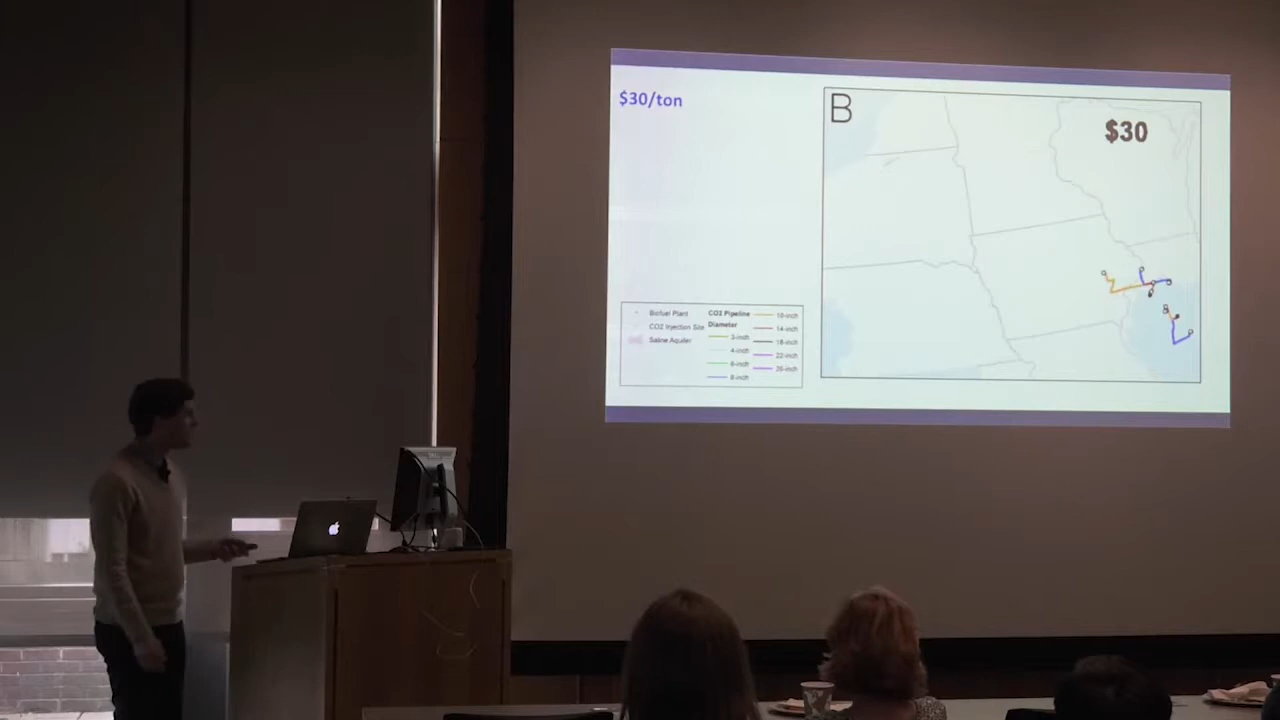 $30/ton
B
$30
Biofuel Plant
CO2 Injection Site
Saline Aquifer
CO2 Pipeline
Diameter
3-inch
4-inch
6-inch
8-inch
10-inch
14-inch
18-inch
22-inch
26-inch